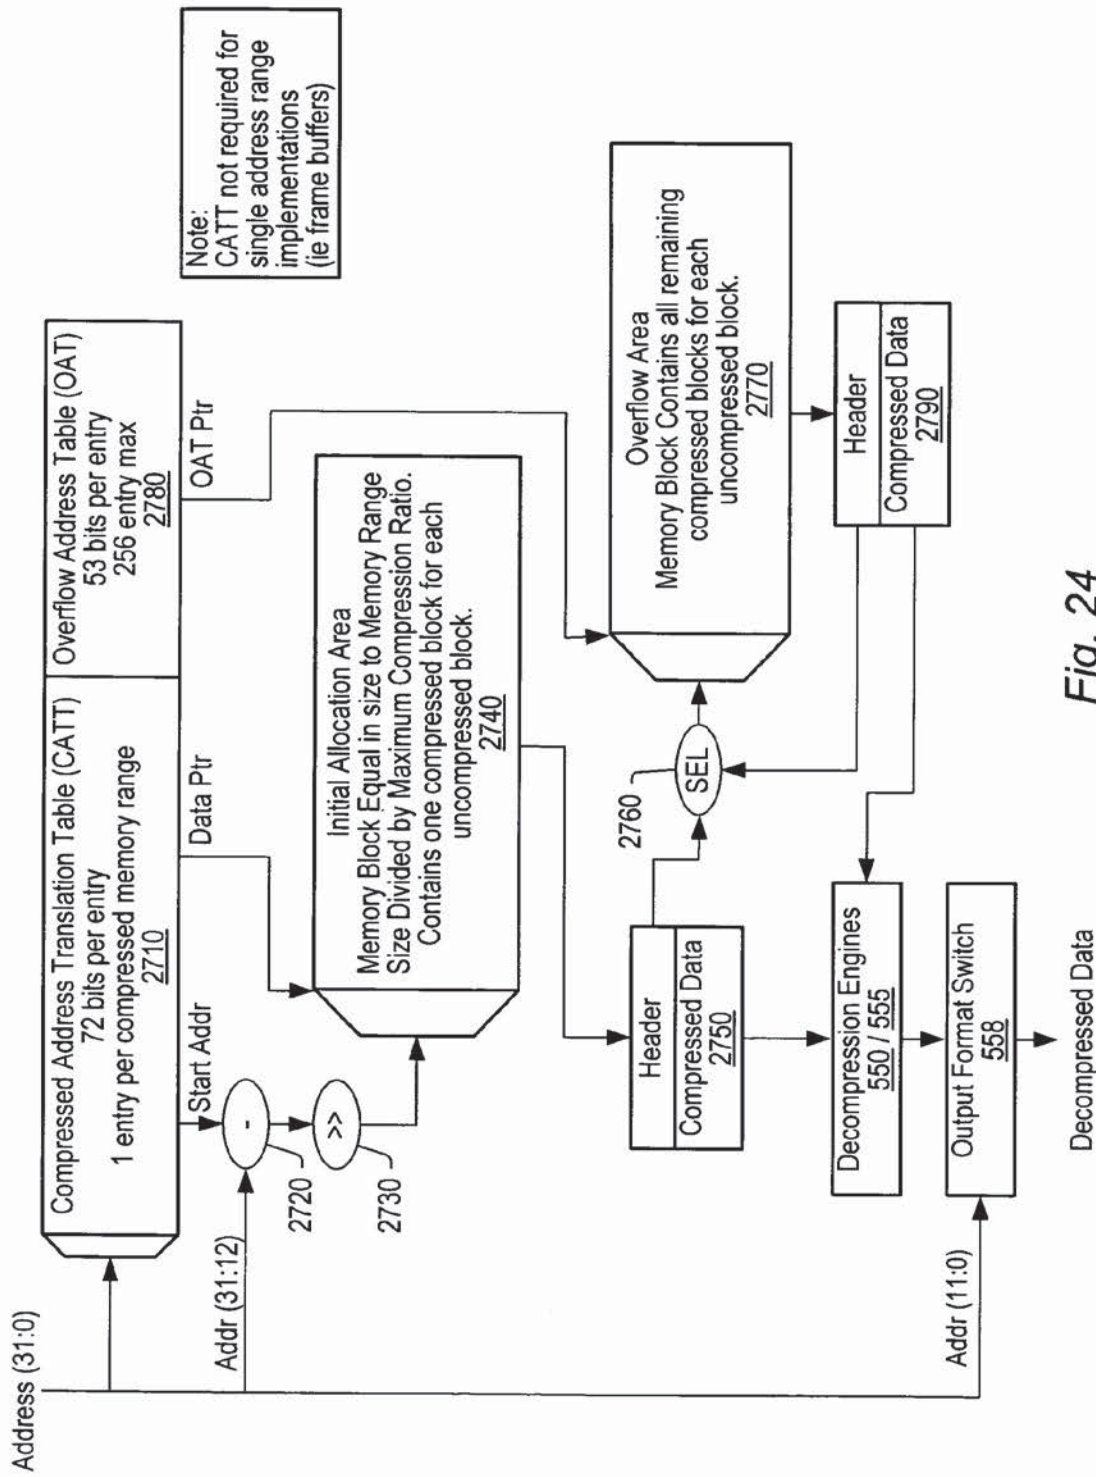 Address (31:0)
Compressed Address Translation Table (CATT)
72 bits per entry
1 entry per compressed memory range
2710
Overflow Address Table (OAT)
53 bits per entry
256 entry max
2780
Note:
CATT not required for
single address range
implementations
(ie frame buffers)
Addr (31:12)
Start Addr
Data Ptr
OAT Ptr
-
2720
>>
2730
Initial Allocation Area
Memory Block Equal in size to Memory Range
Size Divided by Maximum Compression Ratio.
Contains one compressed block for each
uncompressed block.
2740
Overflow Area
Memory Block Contains all remaining
compressed blocks for each
uncompressed block.
2770
2760
SEL
Header
Compressed Data
2750
Header
Compressed Data
2790
Decompression Engines
550 / 555
Addr (11:0)
Output Format Switch
558
Decompressed Data
Fig. 24